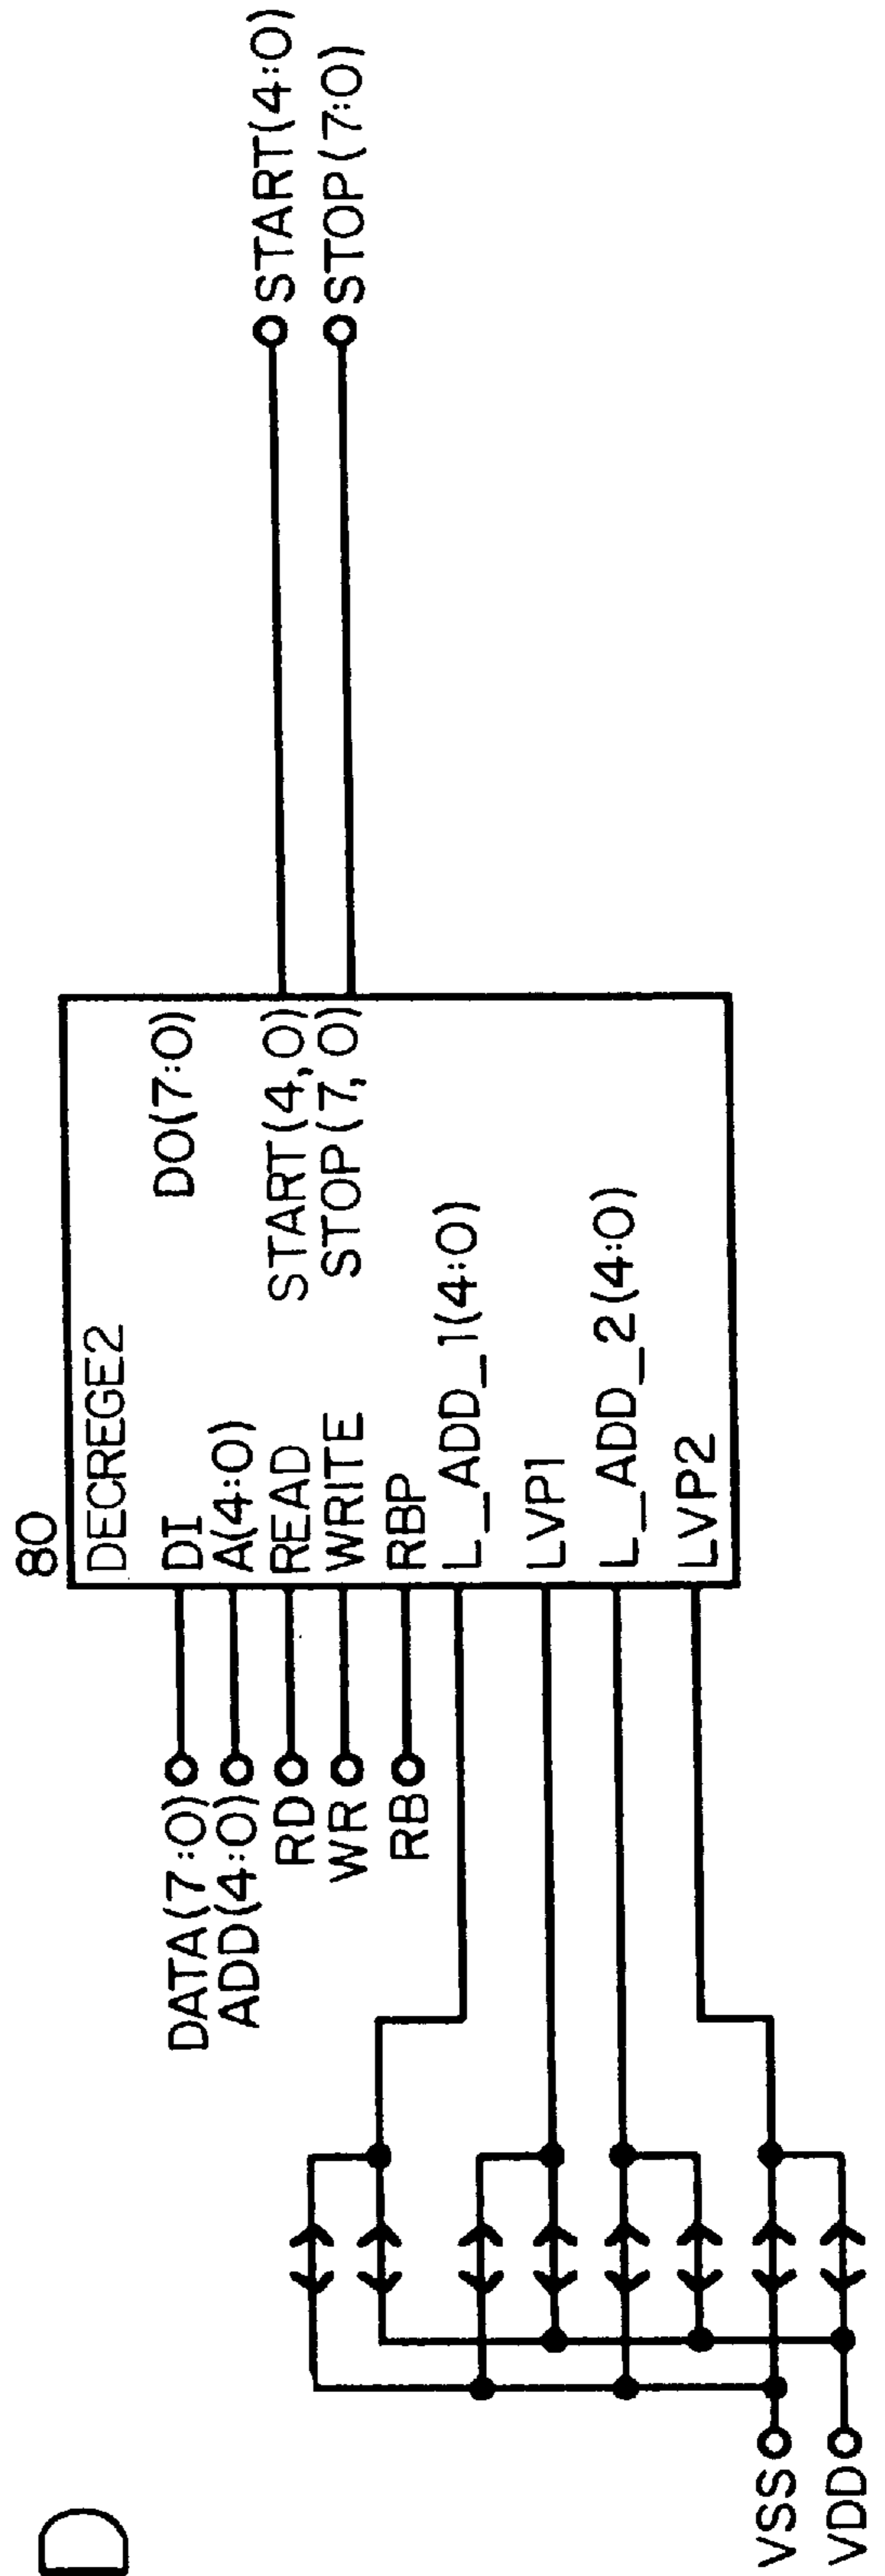 D
80
DECREGE2
DI
A(4:0)
READ
WRITE
RBP
L_ADD_1(4:0)
LVP1
L_ADD_2(4:0)
LVP2
DO(7:0)
START(4,0)
STOP(7,0)
DATA(7:0)
ADD(4:0)
RD
WR
RB
VSS
VDD
START(4:0)
STOP(7:0)